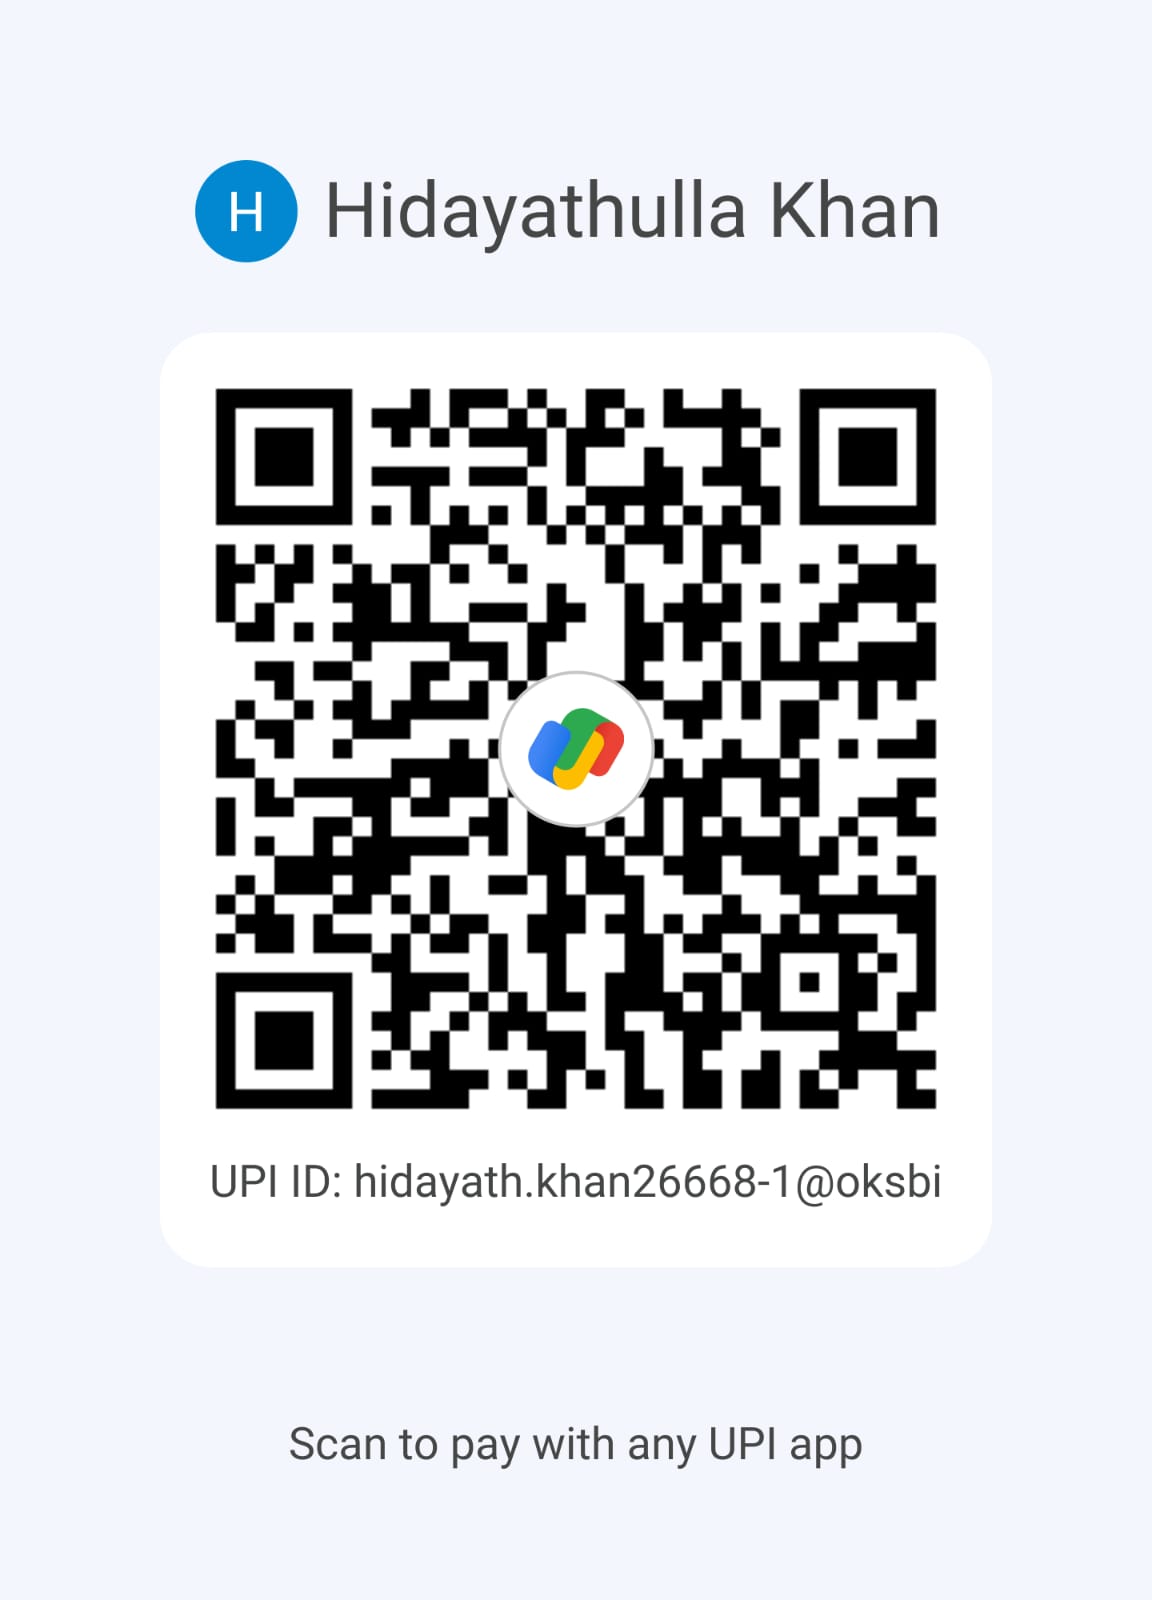 H Hidayathulla Khan
UPI ID: hidayath.khan26668-1@oksbi
Scan to pay with any UPI app